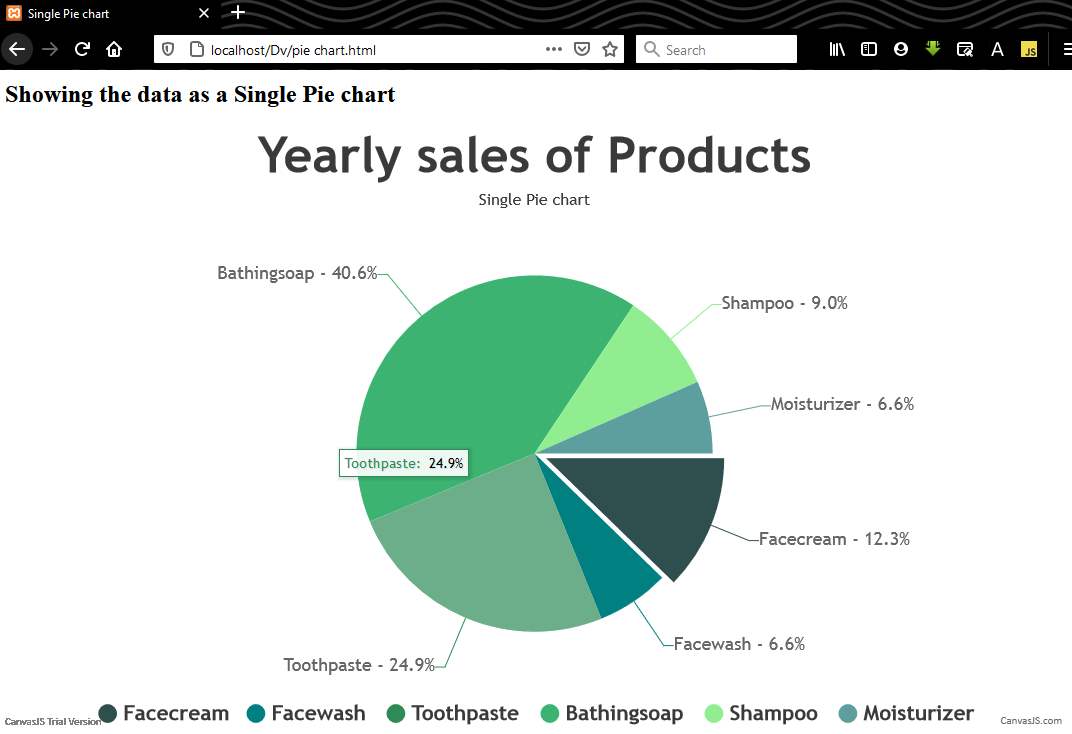 Single Pie chart
localhost/Dv/pie chart.html
Search
A
JS
Showing the data as a Single Pie chart
Yearly sales of Products
Single Pie chart
Bathingsoap - 40.6%
Shampoo - 9.0%
Moisturizer - 6.6%
Toothpaste: 24.9%
Facecream - 12.3%
Facewash - 6.6%
Toothpaste - 24.9%
Facecream Facewash Toothpaste Bathingsoap Shampoo Moisturizer
CanvasJS Trial Version
CanvasJS.com